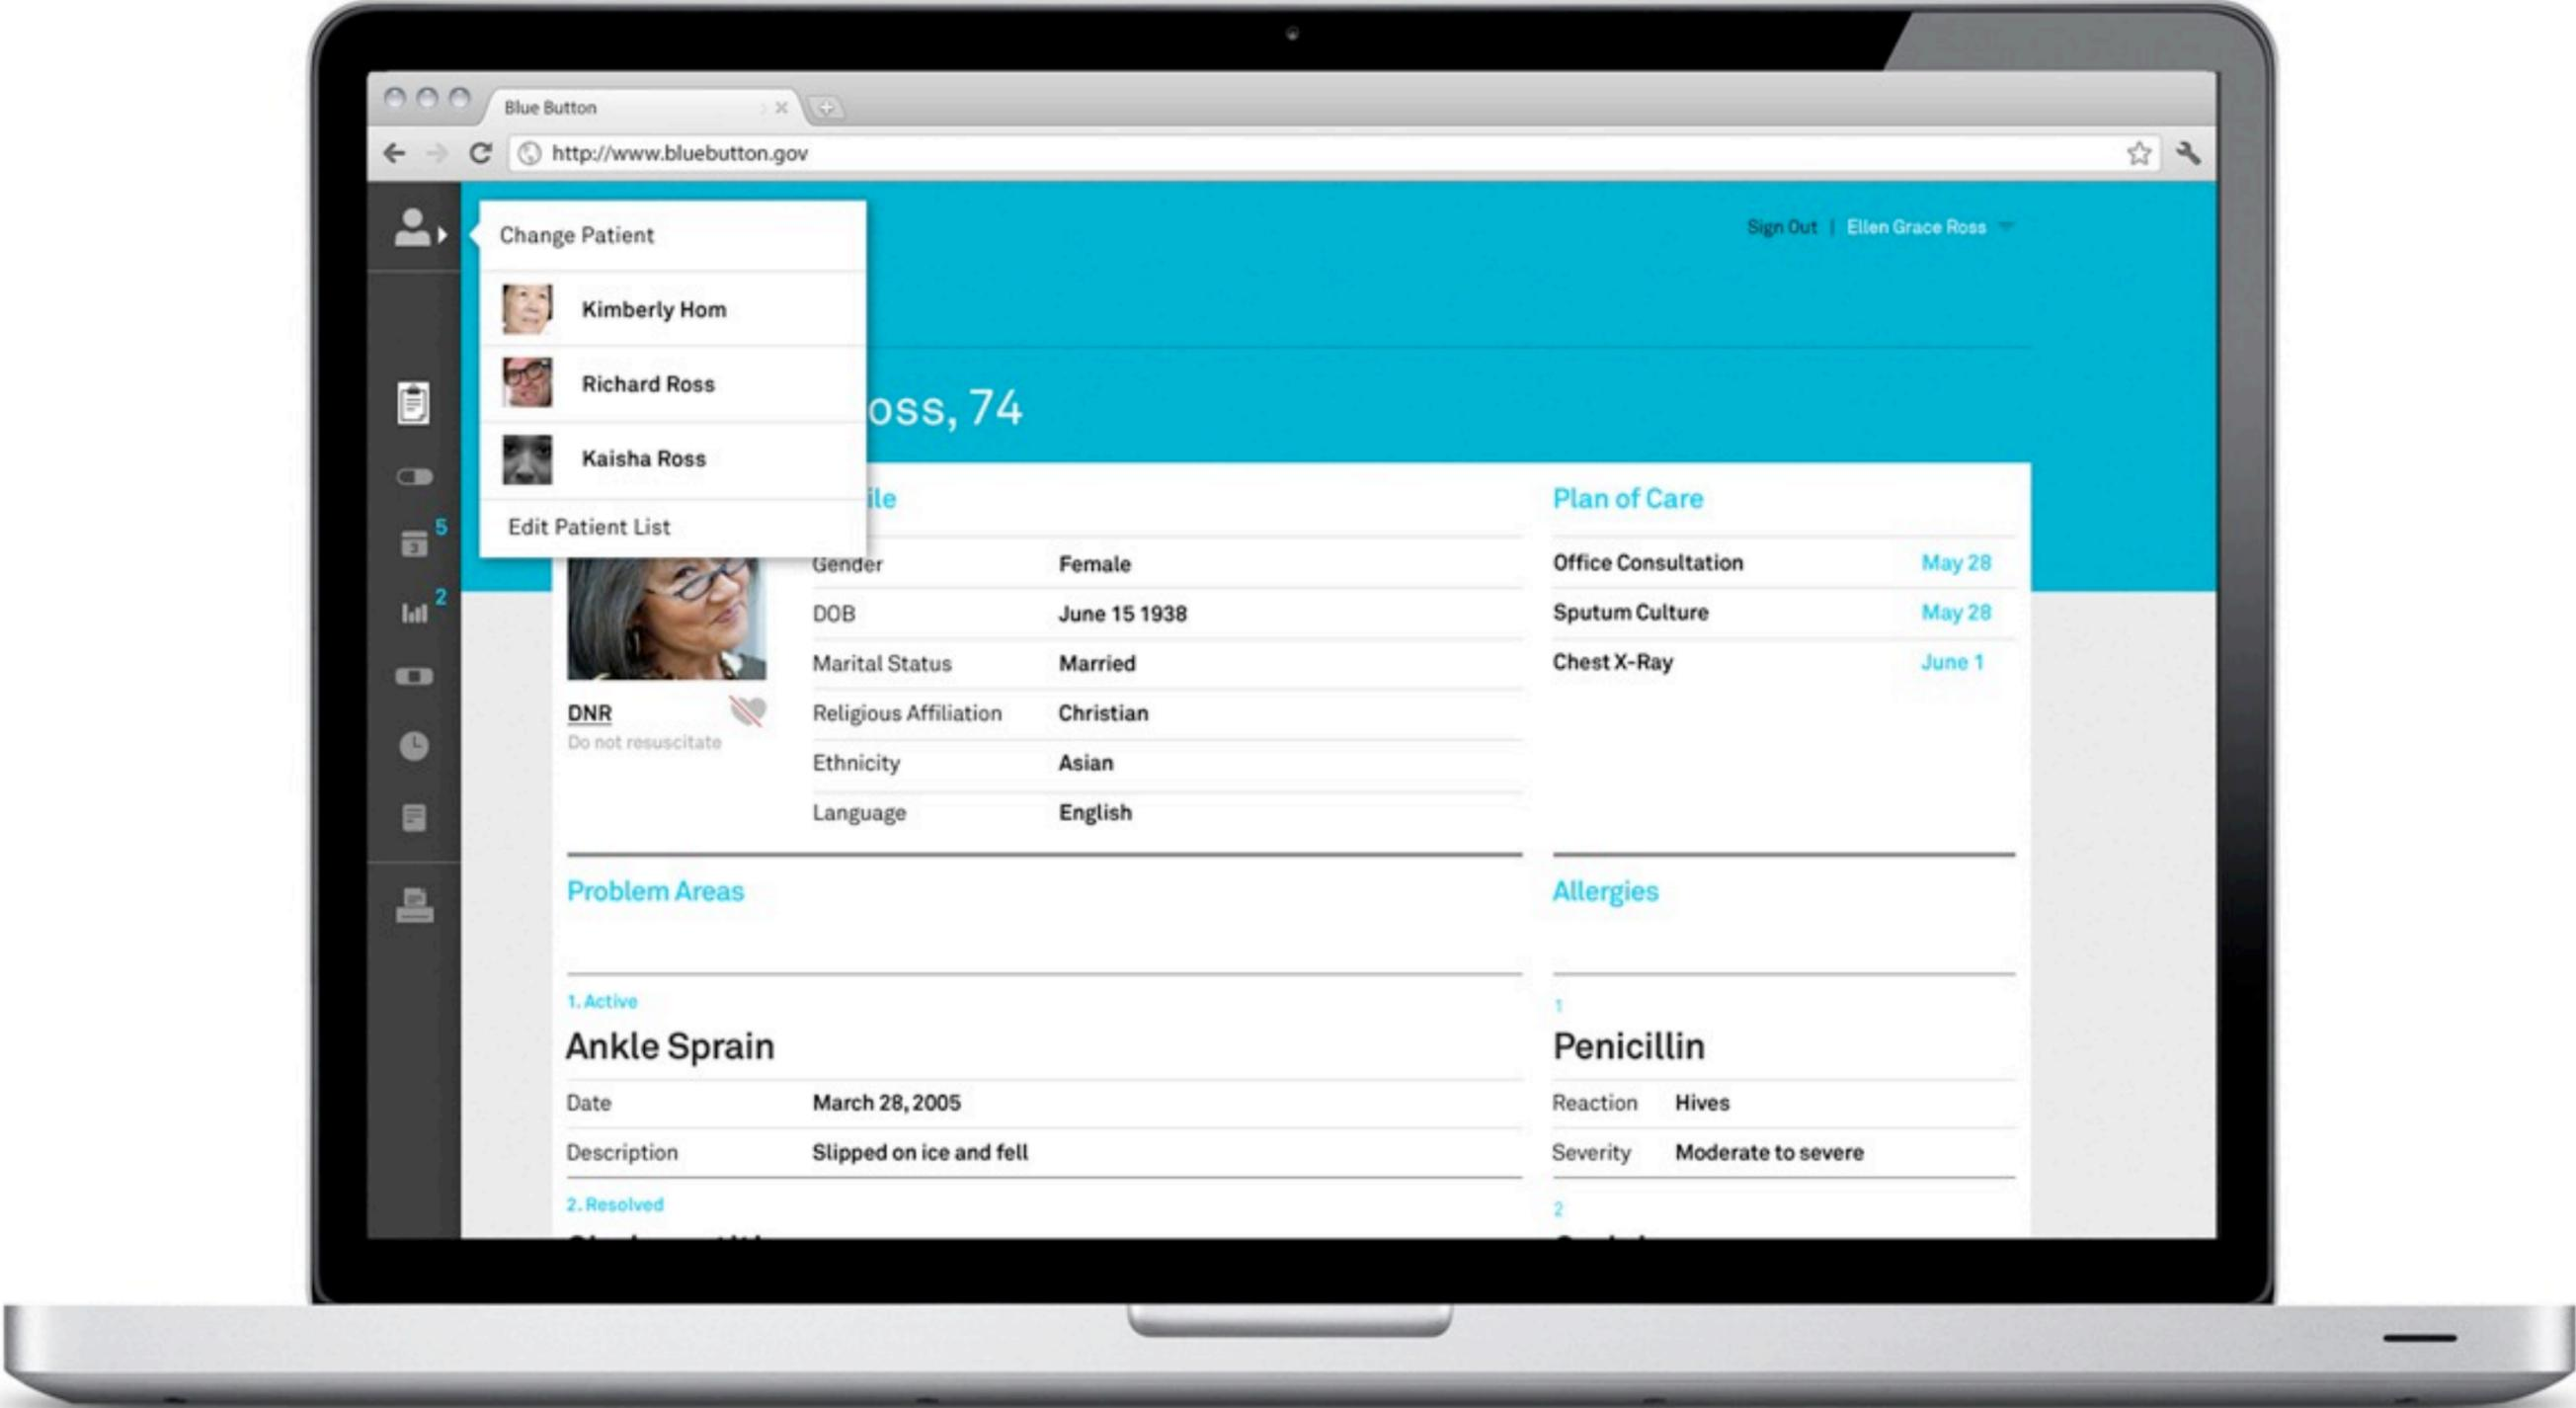 Blue Button
http://www.bluebutton.gov
Change Patient
Kimberly Hom
Richard Ross
Kaisha Ross
Edit Patient List
Sign Out | Ellen Grace Ross
oss, 74
ile
Gender Female
DOB June 15 1938
Marital Status Married
Religious Affiliation Christian
Ethnicity Asian
Language English
DNR
Do not resuscitate
Plan of Care
Office Consultation May 28
Sputum Culture May 28
Chest X-Ray June 1
5
3
2
Problem Areas
1. Active
Ankle Sprain
Date March 28, 2005
Description Slipped on ice and fell
2. Resolved
Allergies
1
Penicillin
Reaction Hives
Severity Moderate to severe
2